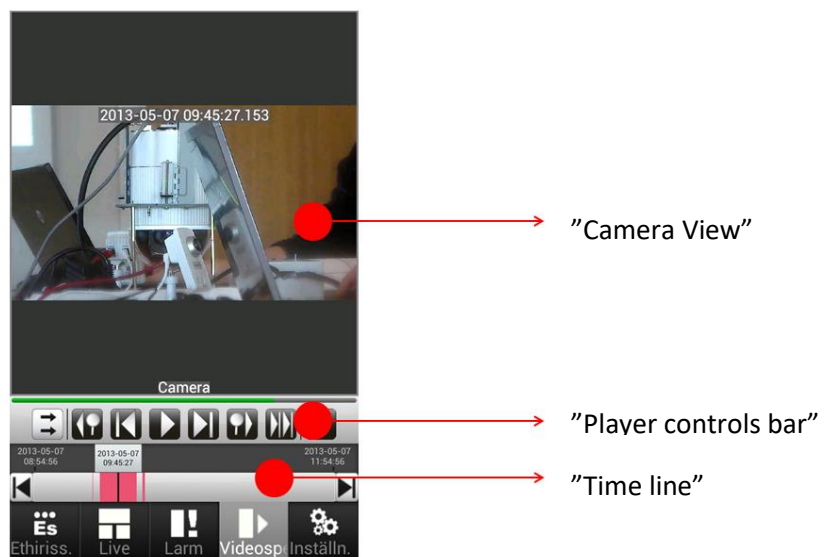 2013-05-07 09:45:27.153
"Camera View"
Camera
"Player controls bar"
2013-05-07
08:54:56
2013-05-07
09:45:27
2013-05-07
11:54:56
"Time line"
Es
Ethiriss.
Live
Larm
Videospe
Inställn.